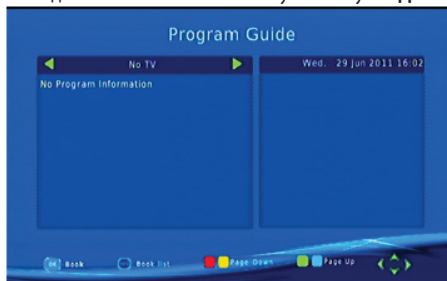 Program Guide
No TV
Wed. 29 Jun 2011 16:02
No Program Information
OK Book
Book list
Page Down
Page Up